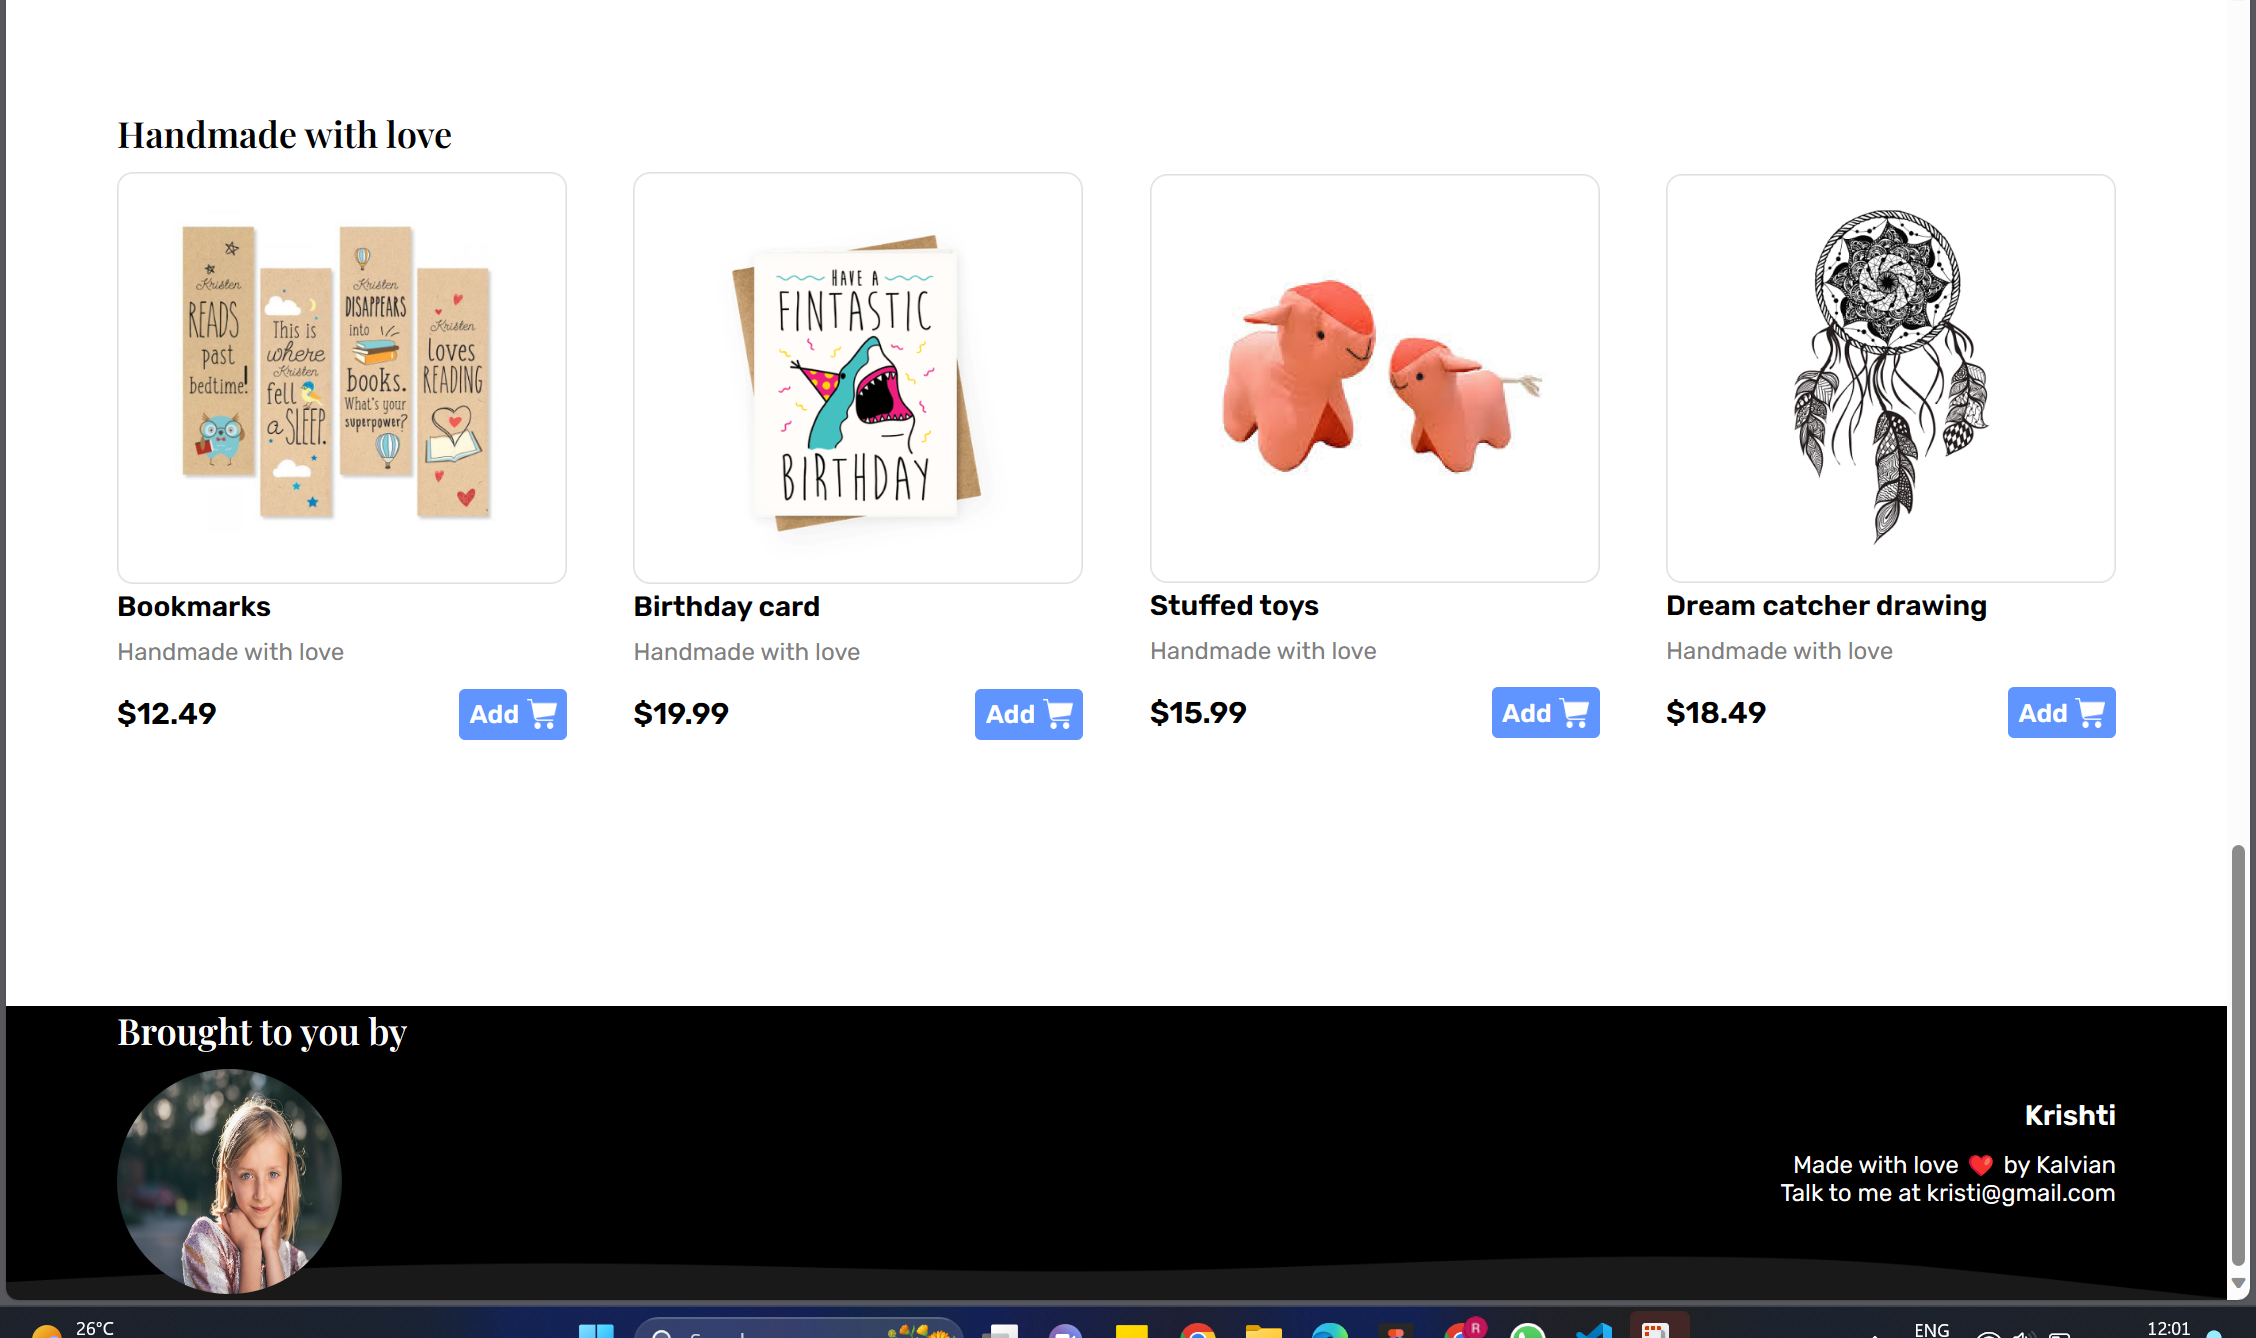 Handmade with love
Kristen
READS
past
bedtime!
This is
where
Kristen
fell
a SLEEP.
Kristen
DISAPPEARS
into
books.
What's your
superpower?
Kristen
loves
READING
HAVE A
FINTASTIC
BIRTHDAY
Bookmarks
Handmade with love
$12.49
Add
Birthday card
Handmade with love
$19.99
Add
Stuffed toys
Handmade with love
$15.99
Add
Dream catcher drawing
Handmade with love
$18.49
Add
Brought to you by
Krishti
Made with love ❤️ by Kalvian
Talk to me at kristi@gmail.com
26°C
R
ENG
12:01